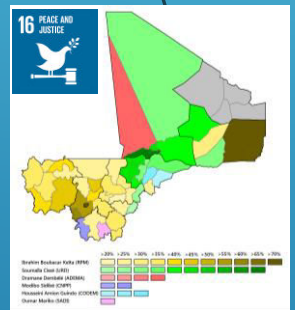 16 PEACE AND
JUSTICE
>20% >25% >30% >35% >40% >45% >50% >55% >60% >65% >70%
Ibrahim Boubacar Keïta (RPM)
Soumaïla Cissé (URD)
Dramane Dembélé (ADEMA)
Modibo Sidibé (CNPP)
Housseini Amion Guindo (CODEM)
Oumar Mariko (SADI)